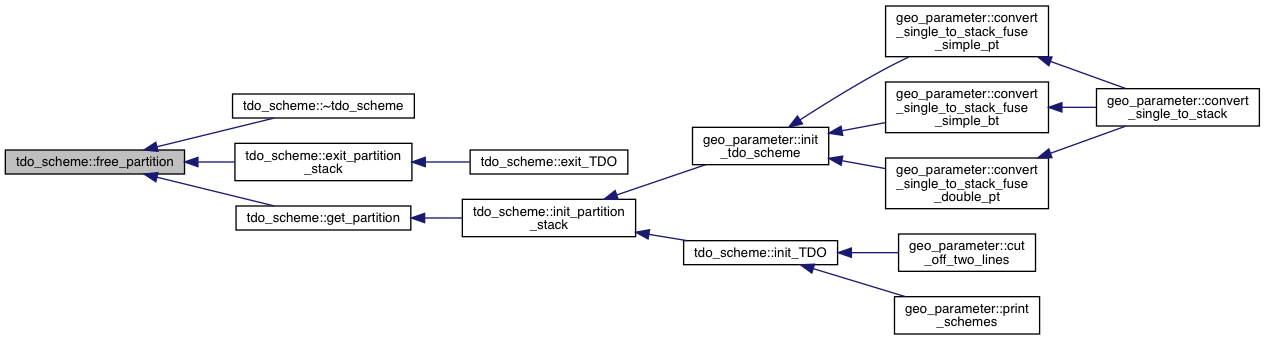 tdo_scheme::free_partition
tdo_scheme::~tdo_scheme
tdo_scheme::exit_partition
_stack
tdo_scheme::get_partition
tdo_scheme::exit_TDO
tdo_scheme::init_partition
_stack
geo_parameter::init
_tdo_scheme
tdo_scheme::init_TDO
geo_parameter::convert
_single_to_stack_fuse
_simple_pt
geo_parameter::convert
_single_to_stack_fuse
_simple_bt
geo_parameter::convert
_single_to_stack_fuse
_double_pt
geo_parameter::cut
_off_two_lines
geo_parameter::print
_schemes
geo_parameter::convert
_single_to_stack